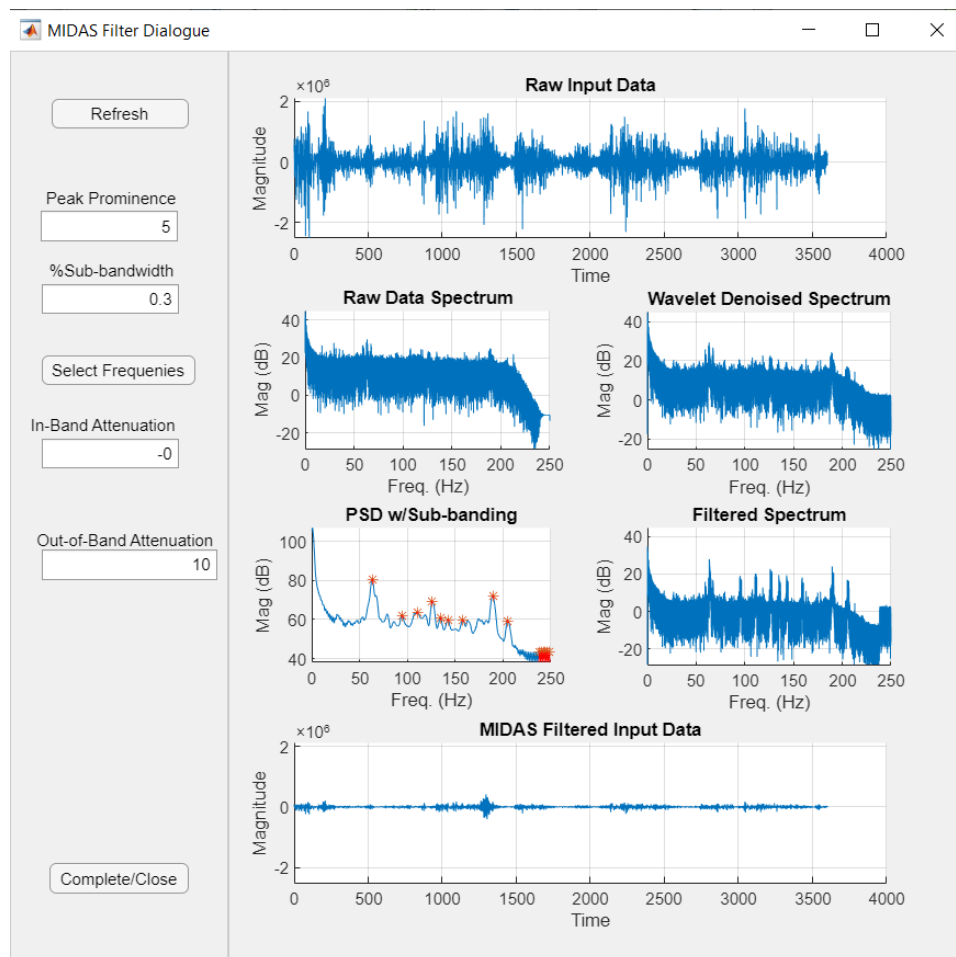 MIDAS Filter Dialogue
Refresh
Peak Prominence
5
%Sub-bandwidth
0.3
Select Frequenies
In-Band Attenuation
-0
Out-of-Band Attenuation
10
Complete/Close
Raw Input Data
×10⁶
Magnitude
2
0
-2
0 500 1000 1500 2000 2500 3000 3500 4000
Time
Raw Data Spectrum
Mag (dB)
40
20
0
-20
0 50 100 150 200 250
Freq. (Hz)
Wavelet Denoised Spectrum
Mag (dB)
40
20
0
-20
0 50 100 150 200 250
Freq. (Hz)
PSD w/Sub-banding
Mag (dB)
100
80
60
40
0 50 100 150 200 250
Freq. (Hz)
Filtered Spectrum
Mag (dB)
40
20
0
-20
0 50 100 150 200 250
Freq. (Hz)
MIDAS Filtered Input Data
×10⁶
Magnitude
2
0
-2
0 500 1000 1500 2000 2500 3000 3500 4000
Time